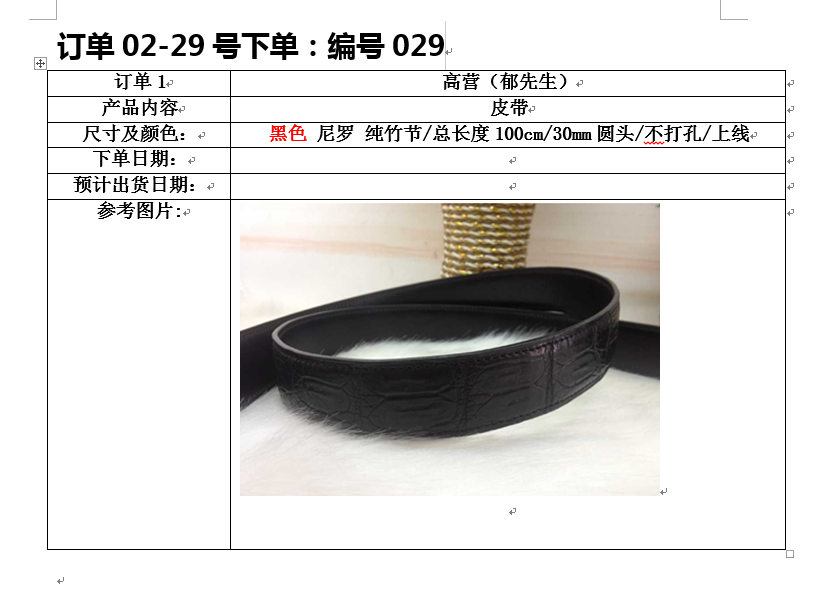 订单 02-29 号下单：编号 029
订单 1
高营（郁先生）
产品内容
皮带
尺寸及颜色：
黑色 尼罗 纯竹节/总长度 100cm/30mm 圆头/不打孔/上线
下单日期：
预计出货日期：
参考图片: